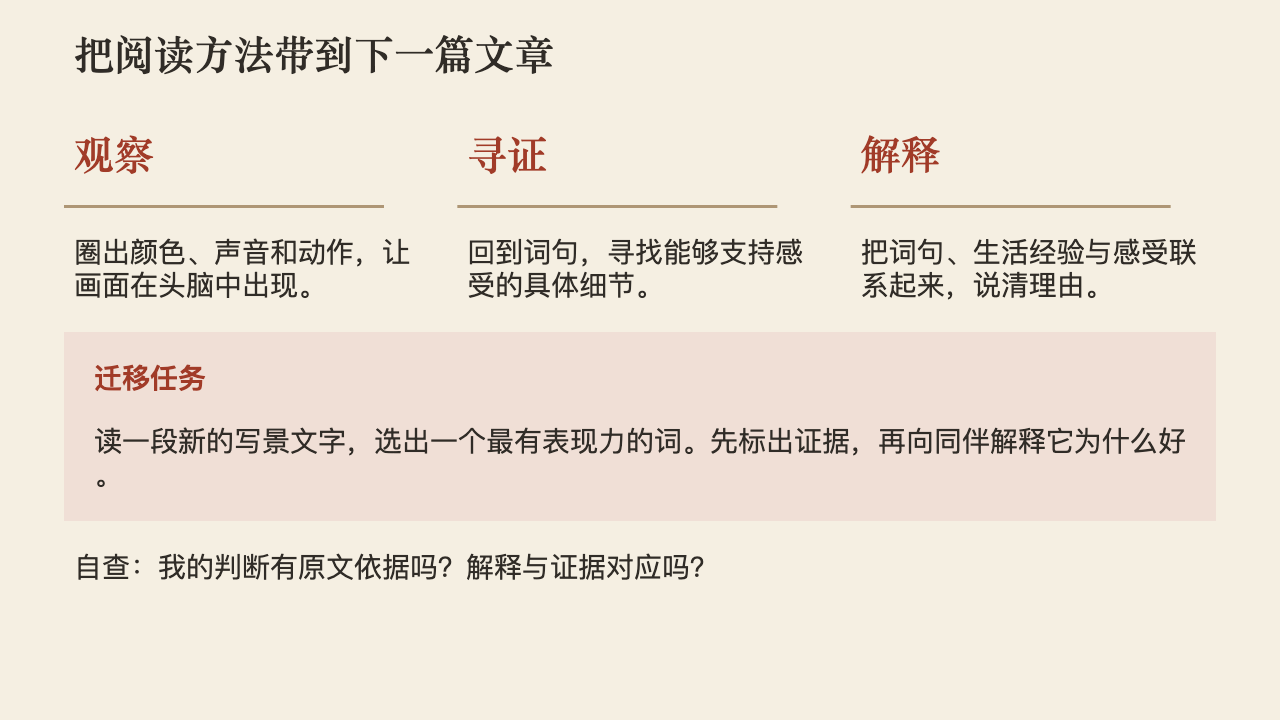 把阅读方法带到下一篇文章
观察
圈出颜色、声音和动作，让
画面在头脑中出现。
寻证
回到词句，寻找能够支持感
受的具体细节。
解释
把词句、生活经验与感受联
系起来，说清理由。
迁移任务
读一段新的写景文字，选出一个最有表现力的词。先标出证据，再向同伴解释它为什么好
。
自查：我的判断有原文依据吗？解释与证据对应吗？